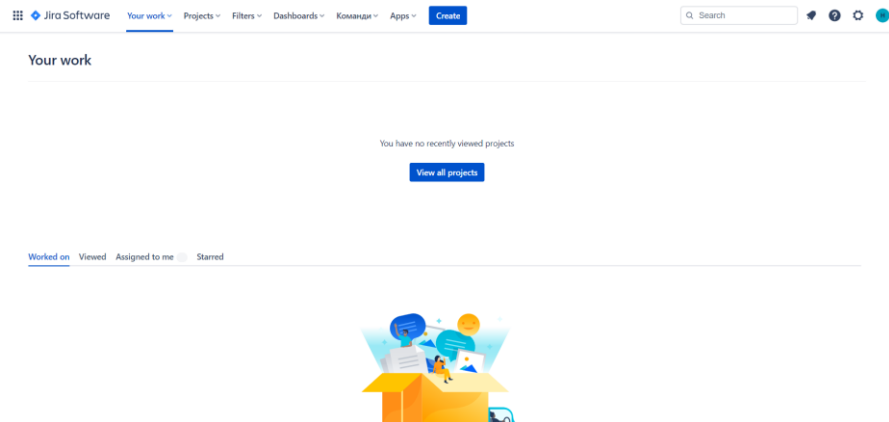 Jira Software Your work Projects Filters Dashboards Команди Apps Create Search
Your work
You have no recently viewed projects
View all projects
Worked on Viewed Assigned to me Starred